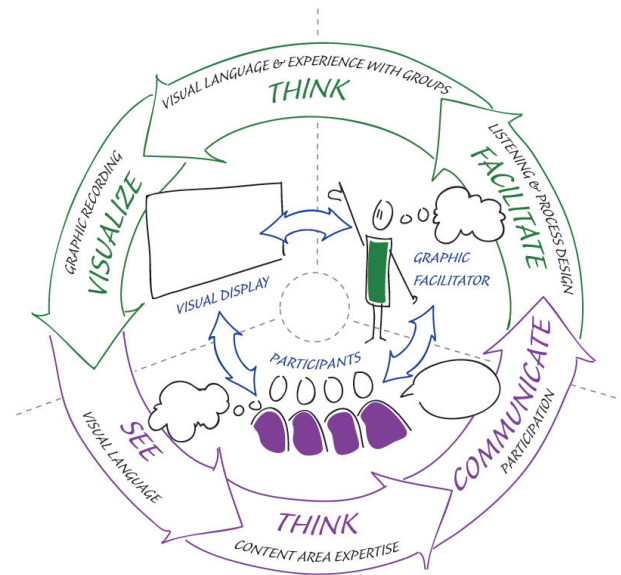 VISUAL LANGUAGE & EXPERIENCE WITH GROUPS
THINK
LISTENING & PROCESS DESIGN
FACILITATE
GRAPHIC RECORDING
VISUALIZE
GRAPHIC
FACILITATOR
VISUAL DISPLAY
PARTICIPANTS
SEE
VISUAL LANGUAGE
COMMUNICATE
PARTICIPATION
THINK
CONTENT AREA EXPERTISE